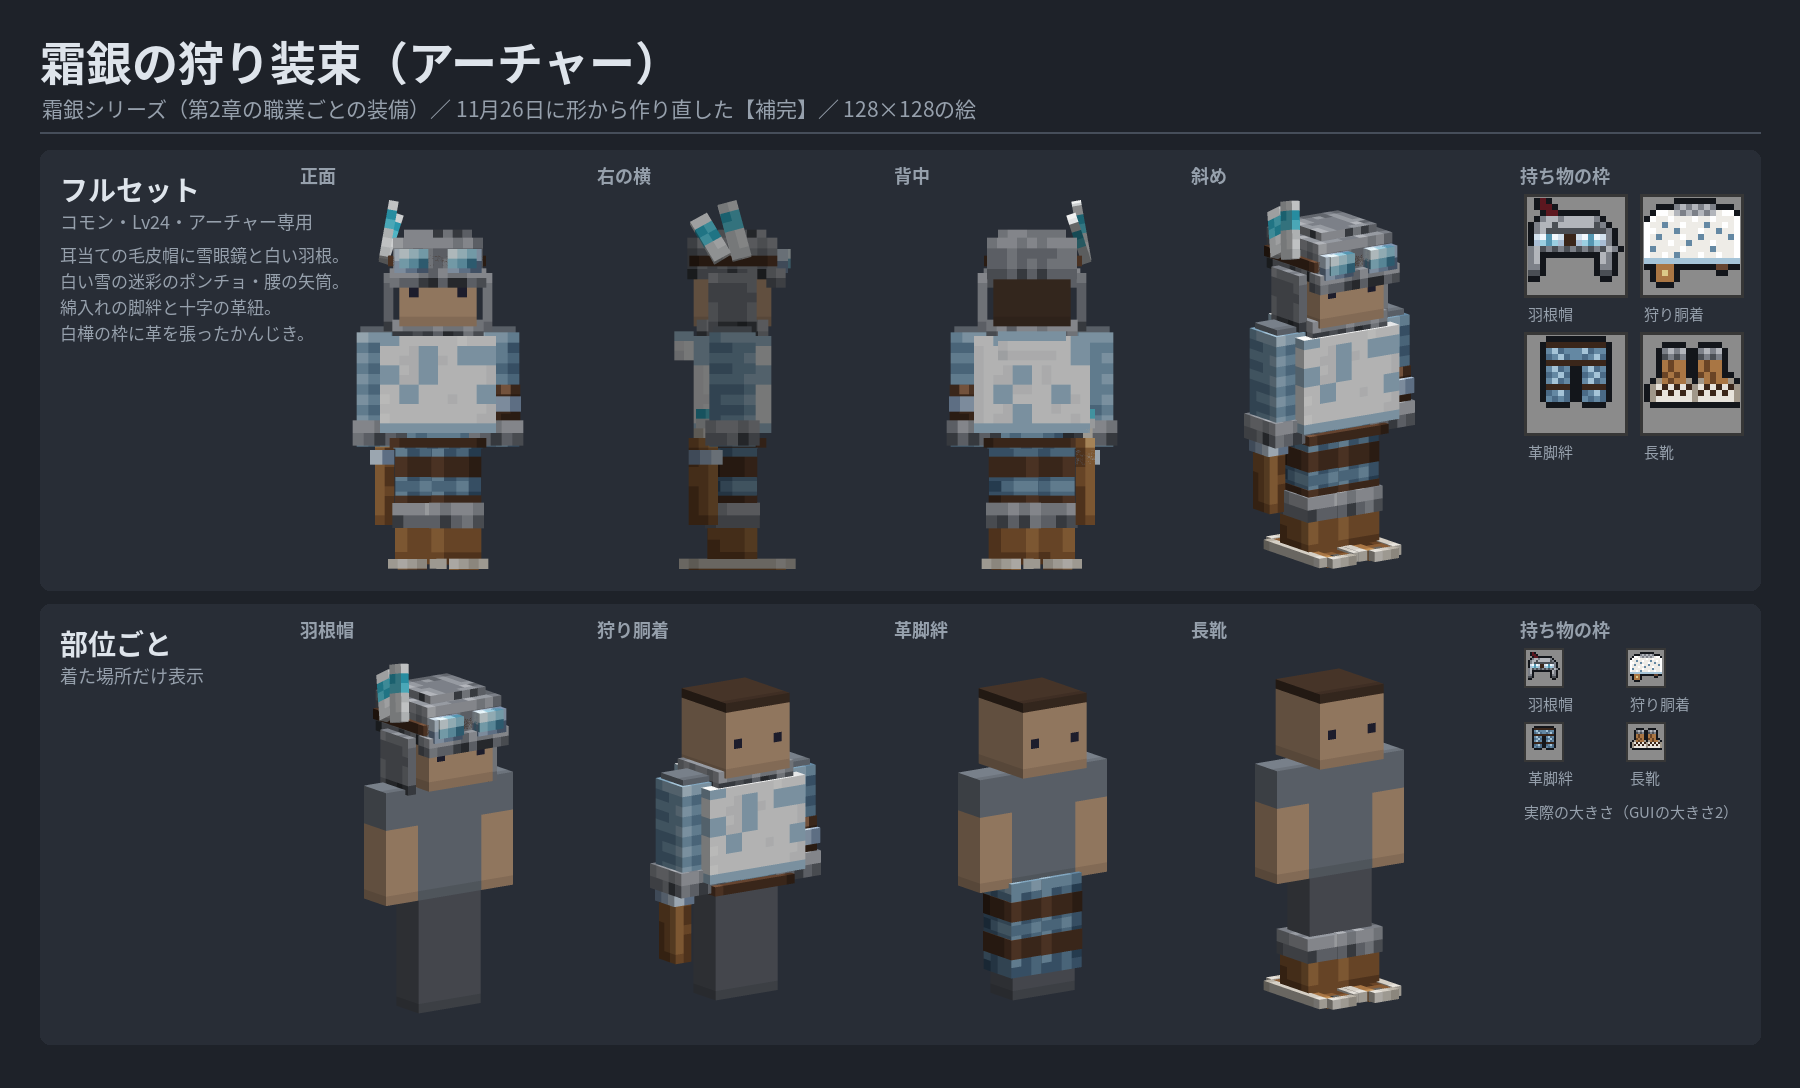 霜銀の狩り装束（アーチャー）
霜銀シリーズ（第2章の職業ごとの装備）／ 11月26日に形から作り直した【補完】／ 128×128の絵
フルセット
コモン・Lv24・アーチャー専用
耳当ての毛皮帽に雪眼鏡と白い羽根。
白い雪の迷彩のポンチョ・腰の矢筒。
綿入れの脚絆と十字の革紐。
白樺の枠に革を張ったかんじき。
正面
右の横
背中
斜め
持ち物の枠
羽根帽
狩り胴着
革脚絆
長靴
部位ごと
着た場所だけ表示
羽根帽
狩り胴着
革脚絆
長靴
持ち物の枠
羽根帽
狩り胴着
革脚絆
長靴
実際の大きさ（GUIの大きさ2）